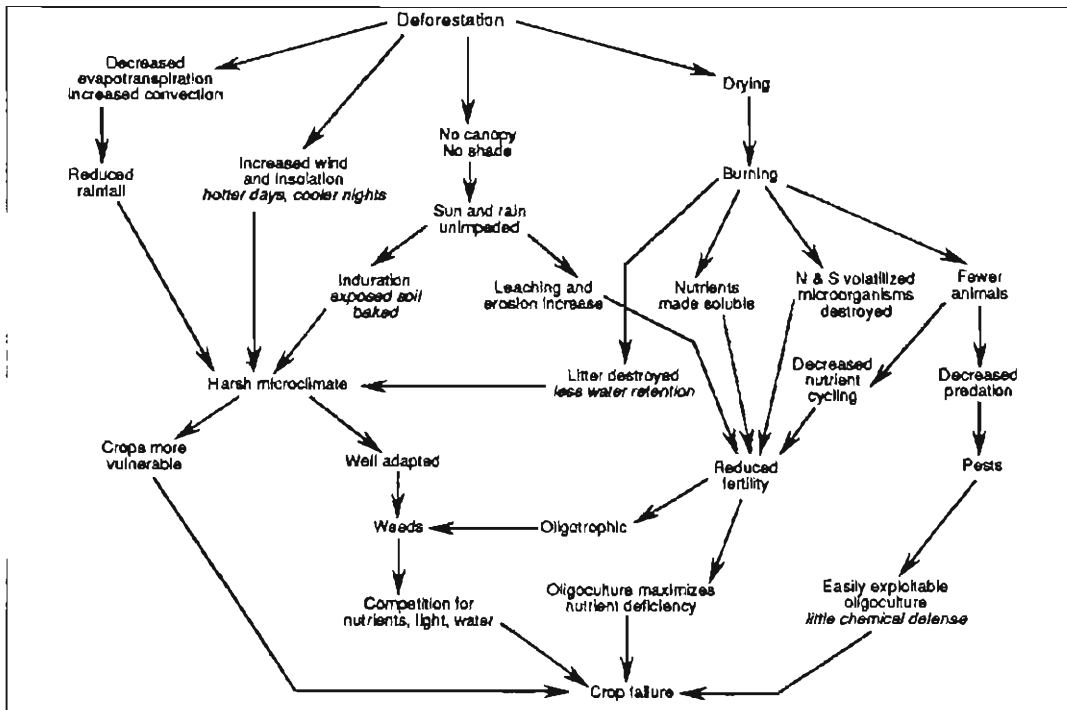 Deforestation
Decreased
evapotranspiration
Increased convection
Drying
No canopy
No shade
Reduced
rainfall
Increased wind
and insolation
hotter days, cooler nights
Burning
Sun and rain
unimpeded
Induration
exposed soil
baked
Leaching and
erosion increase
Nutrients
made soluble
N & S volatilized
microorganisms
destroyed
Fewer
animals
Harsh microclimate
Litter destroyed
less water retention
Decreased
nutrient
cycling
Decreased
predation
Crops more
vulnerable
Well adapted
Reduced
fertility
Pests
Weeds
Oligotrophic
Competition for
nutrients, light, water
Oligoculture maximizes
nutrient deficiency
Easily exploitable
oligoculture
little chemical defense
Crop failure